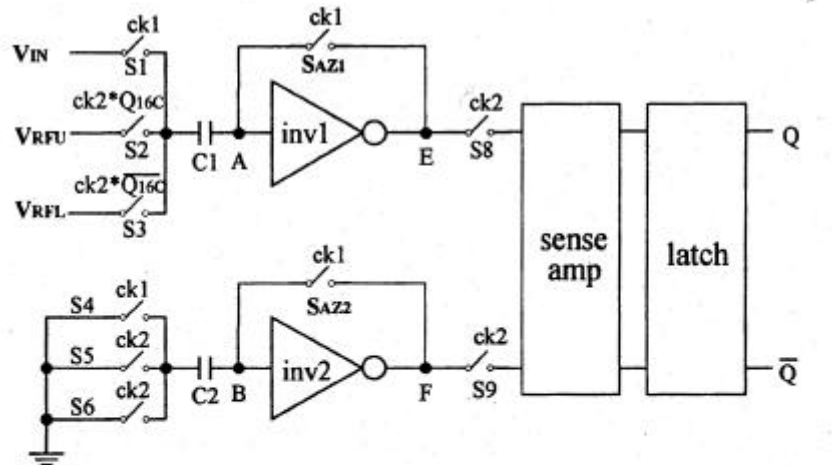 ck1
VIN
S1
ck1
SAZ1
ck2*Q16C
VRFU
S2
C1
A
inv1
E
ck2
S8
Q
ck2*\overline{Q16C}
VRFL
S3
sense
amp
latch
S4
ck1
ck1
SAZ2
S5
ck2
S6
ck2
C2
B
inv2
F
ck2
S9
Q̅